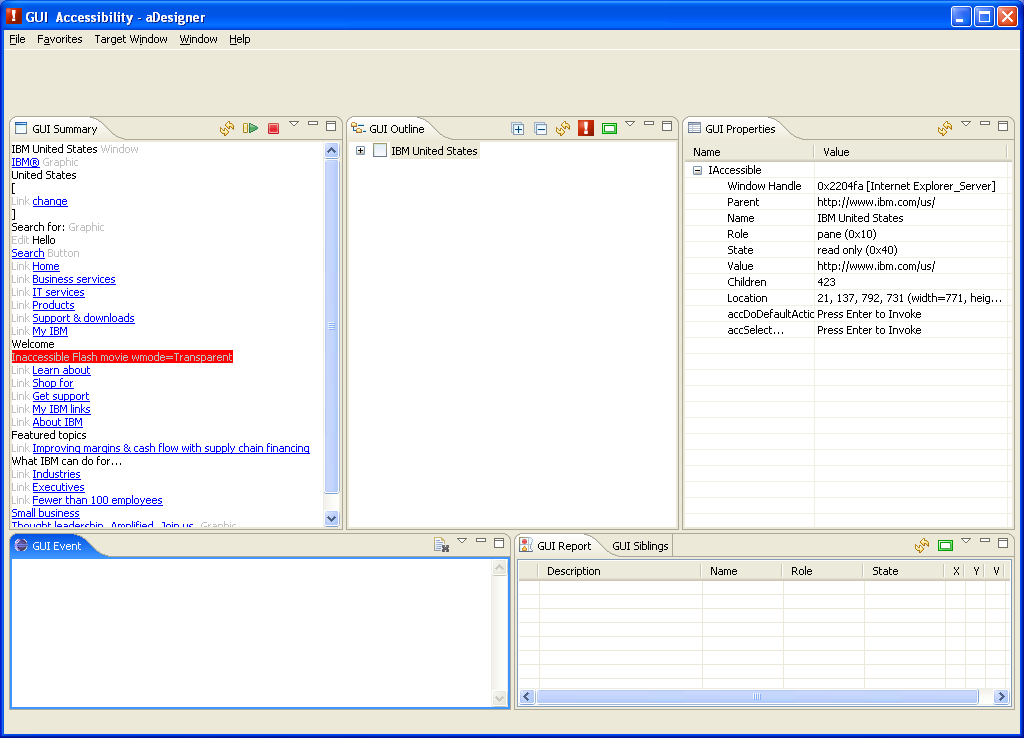 GUI Accessibility - aDesigner
File Favorites Target Window Window Help
GUI Summary
IBM United States Window
IBM® Graphic
United States
[
Link change
]
Search for: Graphic
Edit Hello
Search Button
Link Home
Link Business services
Link IT services
Link Products
Link Support & downloads
Link My IBM
Welcome
Inaccessible Flash movie wmode=Transparent
Link Learn about
Link Shop for
Link Get support
Link My IBM links
Link About IBM
Featured topics
Link Improving margins & cash flow with supply chain financing
What IBM can do for...
Link Industries
Link Executives
Link Fewer than 100 employees
Small business
Thought leadership. Amplified. Join us. Graphic
GUI Outline
IBM United States
GUI Properties
Name Value
IAccessible
Window Handle 0x2204fa [Internet Explorer_Server]
Parent http://www.ibm.com/us/
Name IBM United States
Role pane (0x10)
State read only (0x40)
Value http://www.ibm.com/us/
Children 423
Location 21, 137, 792, 731 (width=771, heig...
accDoDefaultActic Press Enter to Invoke
accSelect... Press Enter to Invoke
GUI Event
GUI Report GUI Siblings
Description Name Role State X Y V